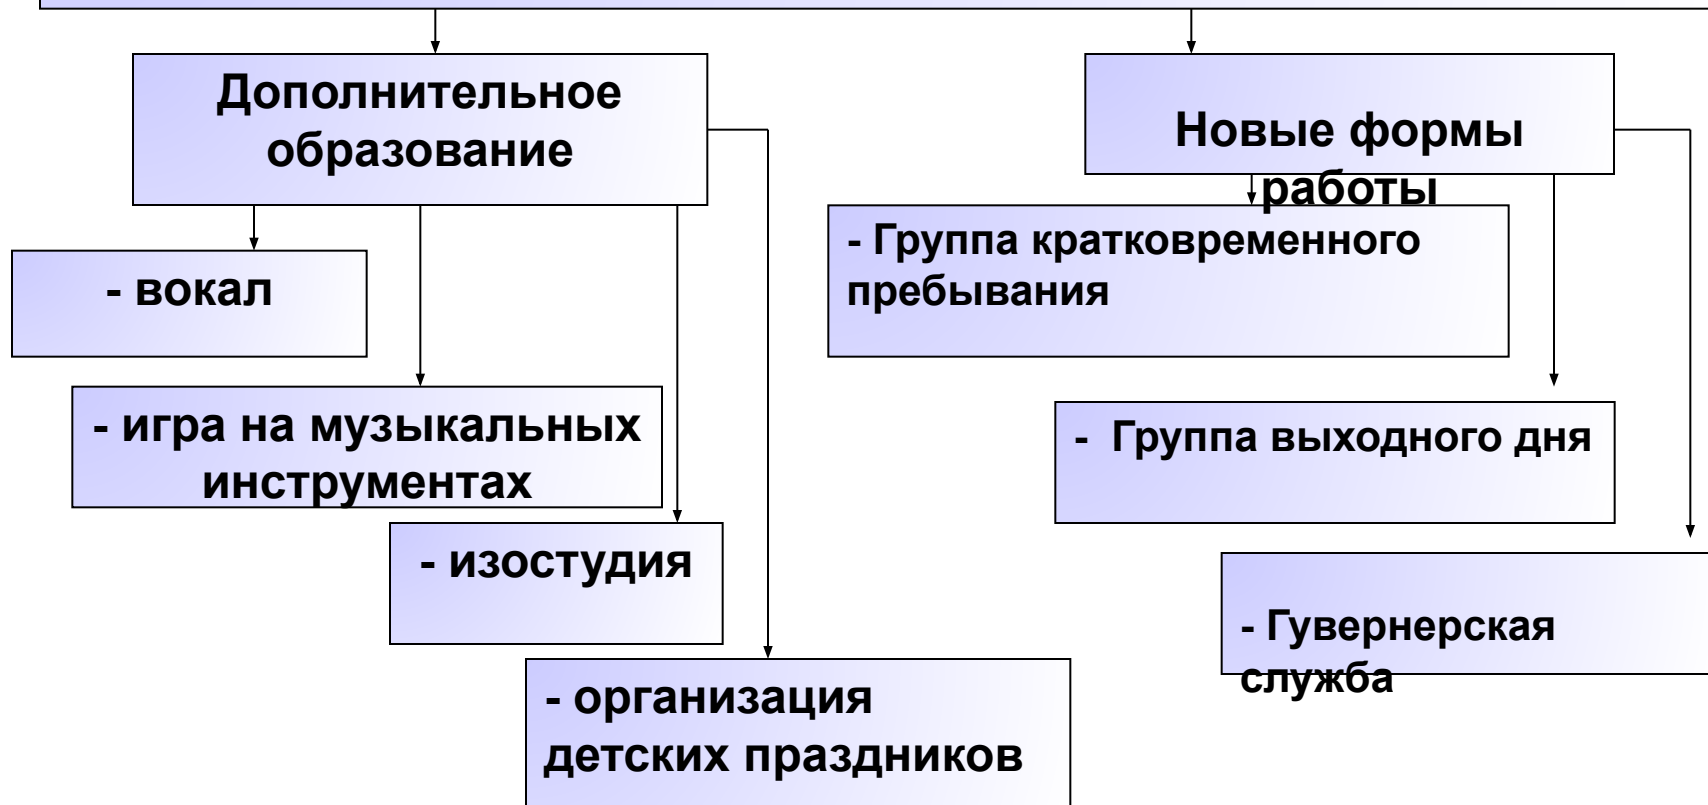 Дополнительное
образование
- вокал
- игра на музыкальных
инструментах
- изостудия
- организация
детских праздников
Новые формы
работы
- Группа кратковременного
пребывания
- Группа выходного дня
- Гувернерская
служба